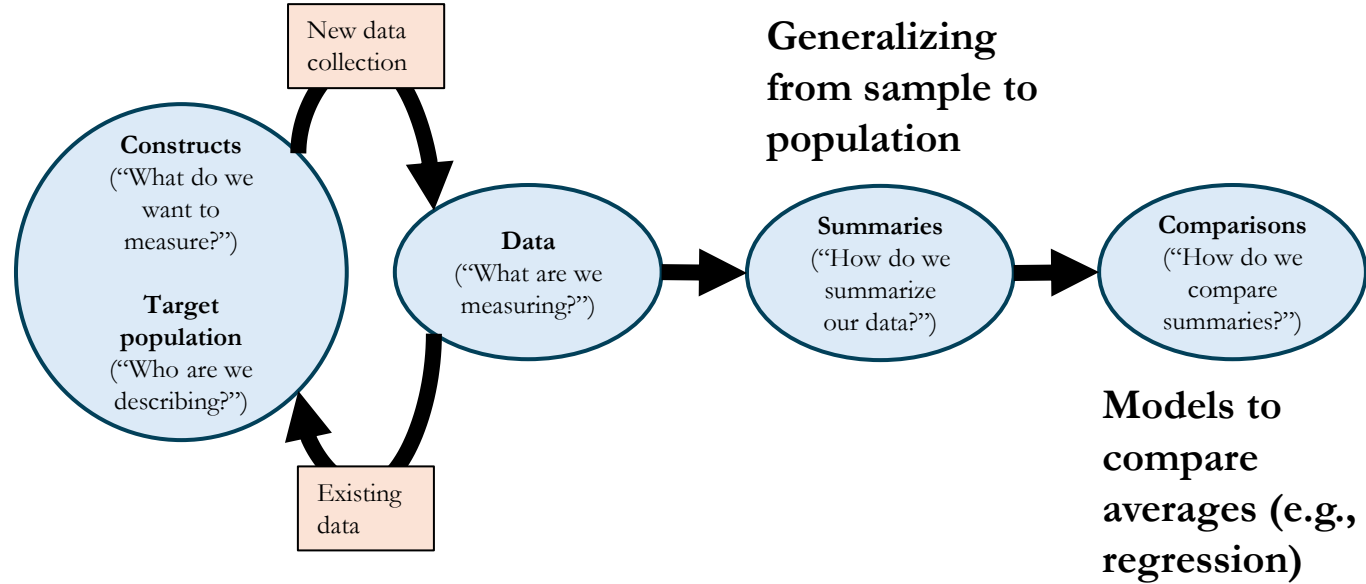 New data
collection
Generalizing
from sample to
population
Constructs
(“What do we
want to
measure?”)
Target
population
(“Who are we
describing?”)
Data
(“What are we
measuring?”)
Summaries
(“How do we
summarize
our data?”)
Comparisons
(“How do we
compare
summaries?”)
Existing
data
Models to
compare
averages (e.g.,
regression)